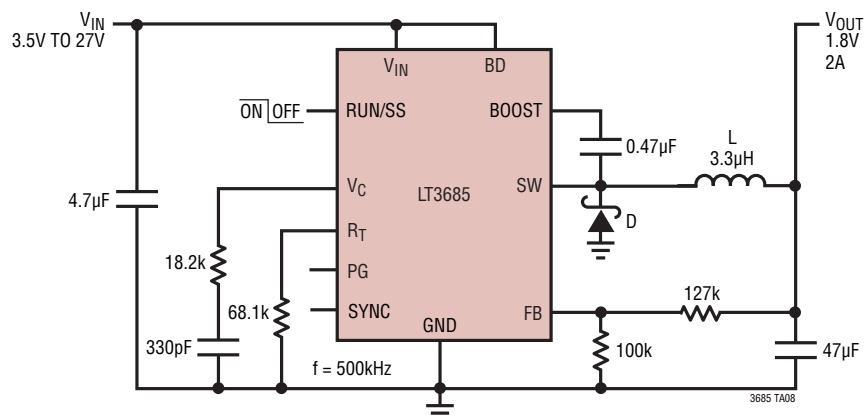 VIN
3.5V TO 27V
VOUT
1.8V
2A
VIN
BD
ON OFF
RUN/SS
BOOST
0.47µF
L
3.3µH
4.7µF
VC
LT3685
SW
D
RT
18.2k
PG
68.1k
SYNC
GND
FB
127k
330pF
f = 500kHz
100k
47µF
3685 TA08